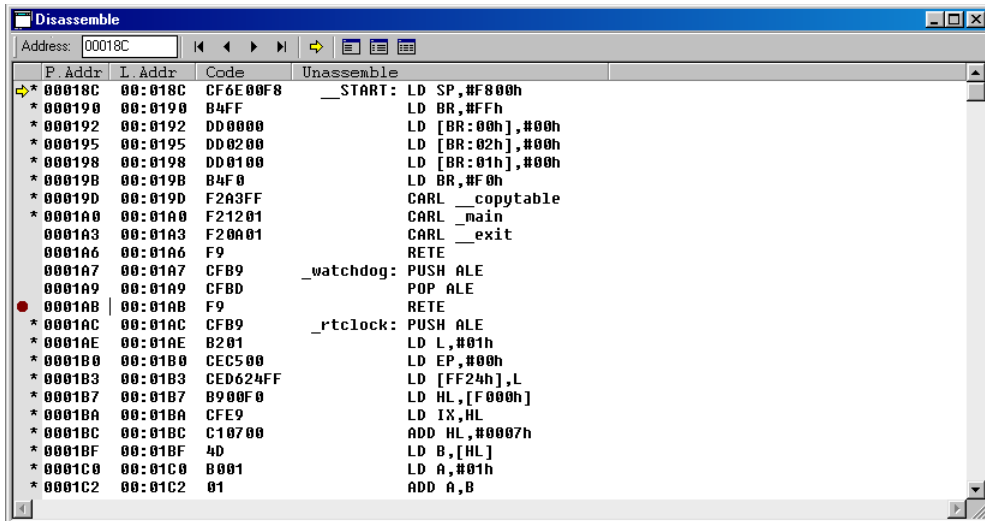 Disassemble
Address: 00018C
P.Addr L.Addr Code Unassemble
* 00018C 00:018C CF6E00F8 __START: LD SP,#F800h
* 000190 00:0190 B4FF LD BR,#FFh
* 000192 00:0192 DD0000 LD [BR:00h],#00h
* 000195 00:0195 DD0200 LD [BR:02h],#00h
* 000198 00:0198 DD0100 LD [BR:01h],#00h
* 00019B 00:019B B4F0 LD BR,#F0h
* 00019D 00:019D F2A3FF CARL __copytable
* 0001A0 00:01A0 F21201 CARL _main
0001A3 00:01A3 F20A01 CARL __exit
0001A6 00:01A6 F9 RETE
0001A7 00:01A7 CFB9 _watchdog: PUSH ALE
0001A9 00:01A9 CFBD POP ALE
0001AB 00:01AB F9 RETE
* 0001AC 00:01AC CFB9 _rtclock: PUSH ALE
* 0001AE 00:01AE B201 LD L,#01h
* 0001B0 00:01B0 CEC500 LD EP,#00h
* 0001B3 00:01B3 CED624FF LD [FF24h],L
* 0001B7 00:01B7 B900F0 LD HL,[F000h]
* 0001BA 00:01BA CFE9 LD IX,HL
* 0001BC 00:01BC C10700 ADD HL,#0007h
* 0001BF 00:01BF 4D LD B,[HL]
* 0001C0 00:01C0 B001 LD A,#01h
* 0001C2 00:01C2 01 ADD A,B